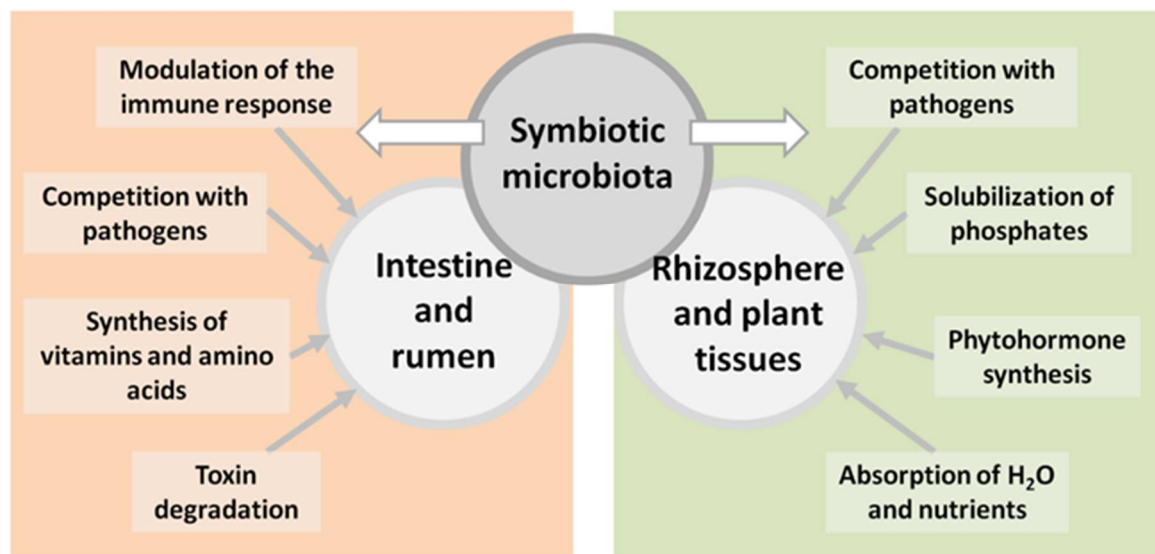 Symbiotic
microbiota
Modulation of the
immune response
Competition with
pathogens
Synthesis of
vitamins and amino
acids
Toxin
degradation
Intestine
and
rumen
Rhizosphere
and plant
tissues
Competition with
pathogens
Solubilization of
phosphates
Phytohormone
synthesis
Absorption of H₂O
and nutrients